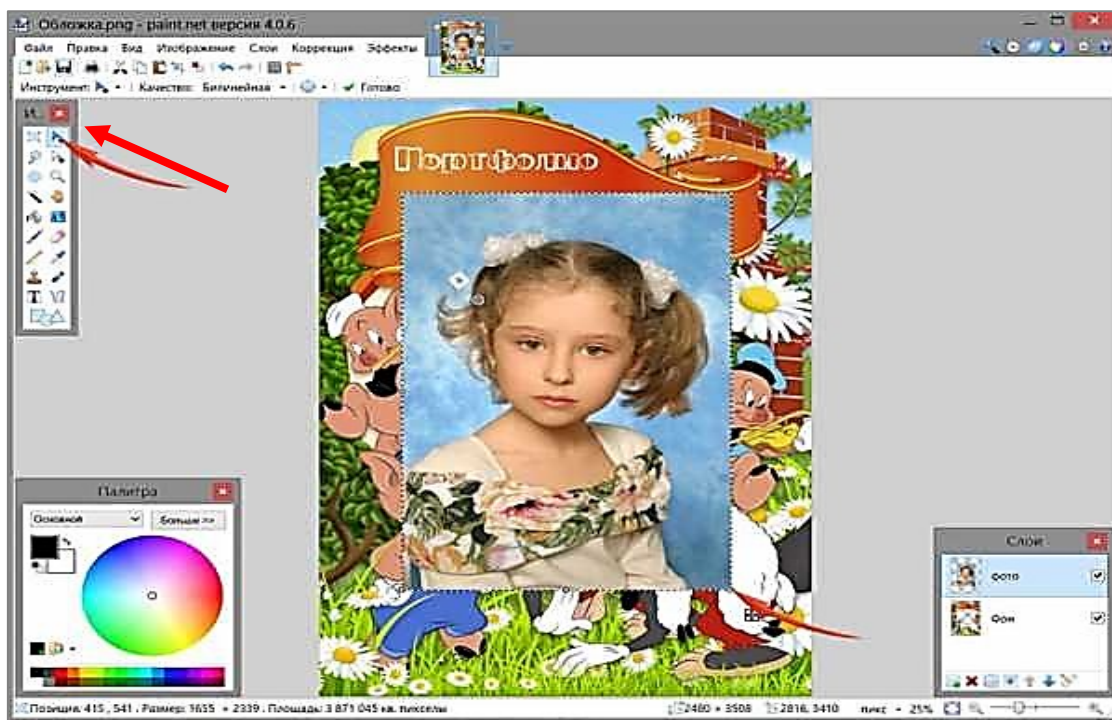 Обложка.png - paint.net версия 4.0.6
Файл Правка Вид Изображение Слои Коррекция Эффекты
Инструмент: Качество: Билинейная Готово
И...
Портфолио
Палитра
Основной Больше >>
Слои
фото
Фон
Позиция: 415, 541. Размер: 1655 × 2339. Площадь: 3 871 045 кв. пикселы 2480 × 3508 2816, 3410 пикс 25%